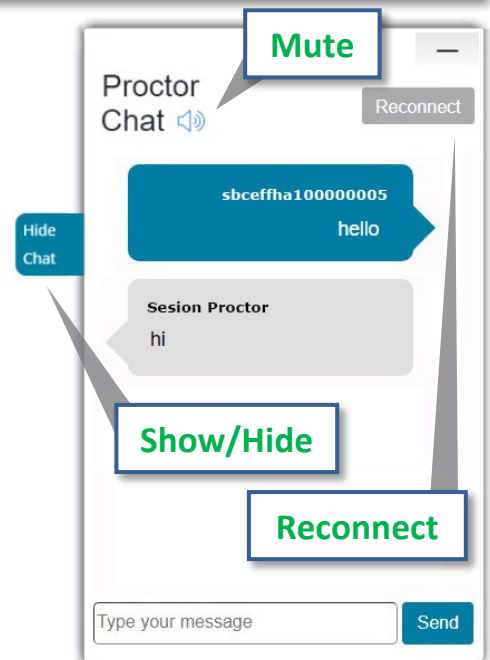 Mute
Proctor
Chat
Reconnect
sbceffha100000005
hello
Hide
Chat
Sesion Proctor
hi
Show/Hide
Reconnect
Type your message
Send